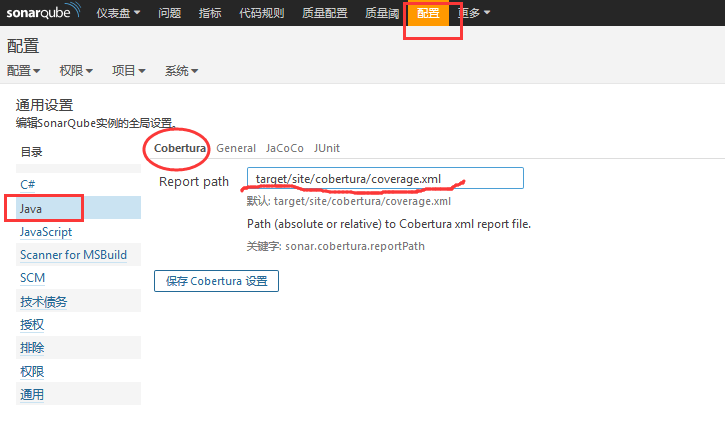 sonarqube 仪表盘 问题 指标 代码规则 质量配置 质量阈 配置 更多
配置
配置 权限 项目 系统
通用设置
编辑SonarQube实例的全局设置。
目录
C#
Java
JavaScript
Scanner for MSBuild
SCM
技术债务
授权
排除
权限
通用
Cobertura General JaCoCo JUnit
Report path target/site/cobertura/coverage.xml
默认: target/site/cobertura/coverage.xml
Path (absolute or relative) to Cobertura xml report file.
关键字: sonar.cobertura.reportPath
保存 Cobertura 设置